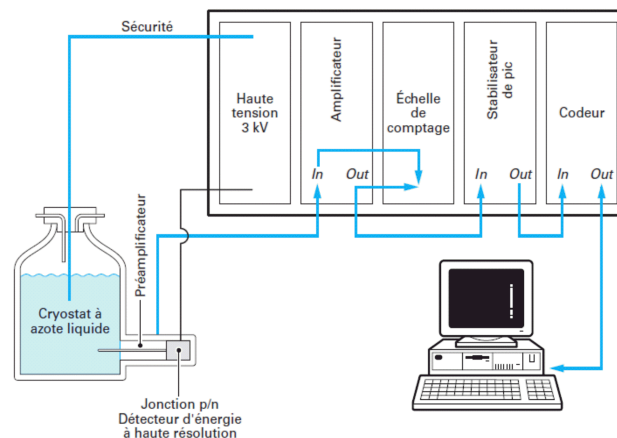 Sécurité
Haute
tension
3 kV
Amplificateur
In
Out
Échelle
de
comptage
Stabilisateur
de pic
In
Out
Codeur
In
Out
Préamplificateur
Cryostat à
azote liquide
Jonction p/n
Détecteur d'énergie
à haute résolution